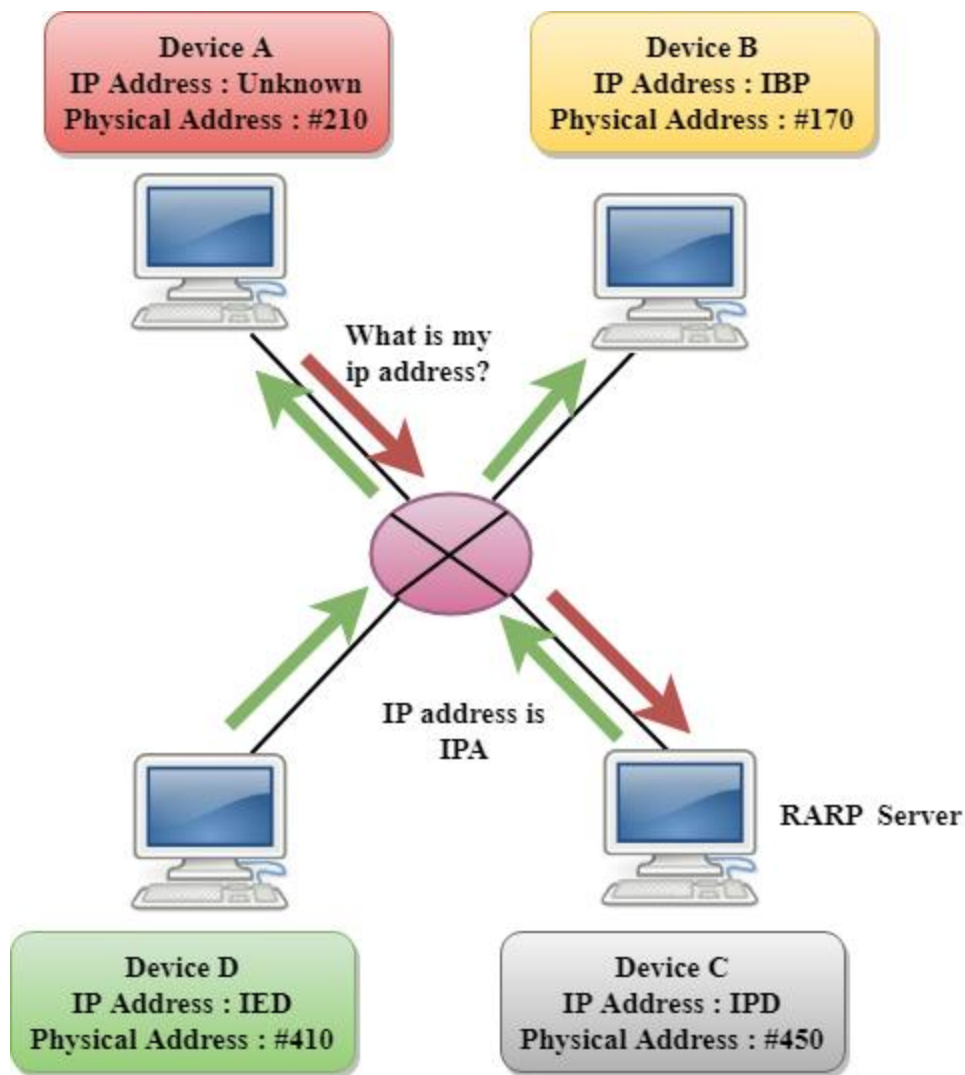 Device A
IP Address : Unknown
Physical Address : #210
Device B
IP Address : IBP
Physical Address : #170
What is my
ip address?
IP address is
IPA
RARP Server
Device D
IP Address : IED
Physical Address : #410
Device C
IP Address : IPD
Physical Address : #450